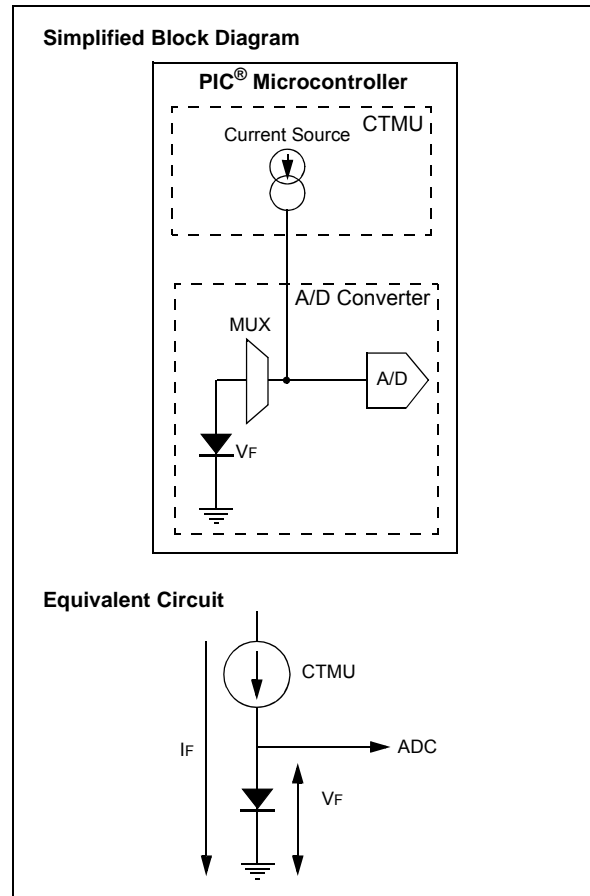 Simplified Block Diagram
PIC® Microcontroller
CTMU
Current Source
A/D Converter
MUX
A/D
VF
Equivalent Circuit
CTMU
IF
ADC
VF